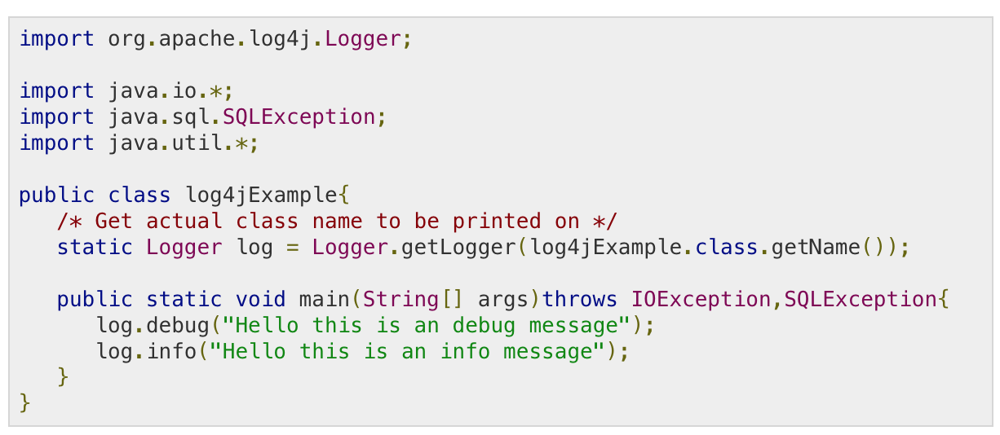 import org.apache.log4j.Logger;

import java.io.*;
import java.sql.SQLException;
import java.util.*;

public class log4jExample{
   /* Get actual class name to be printed on */
   static Logger log = Logger.getLogger(log4jExample.class.getName());

   public static void main(String[] args)throws IOException,SQLException{
      log.debug("Hello this is an debug message");
      log.info("Hello this is an info message");
   }
}